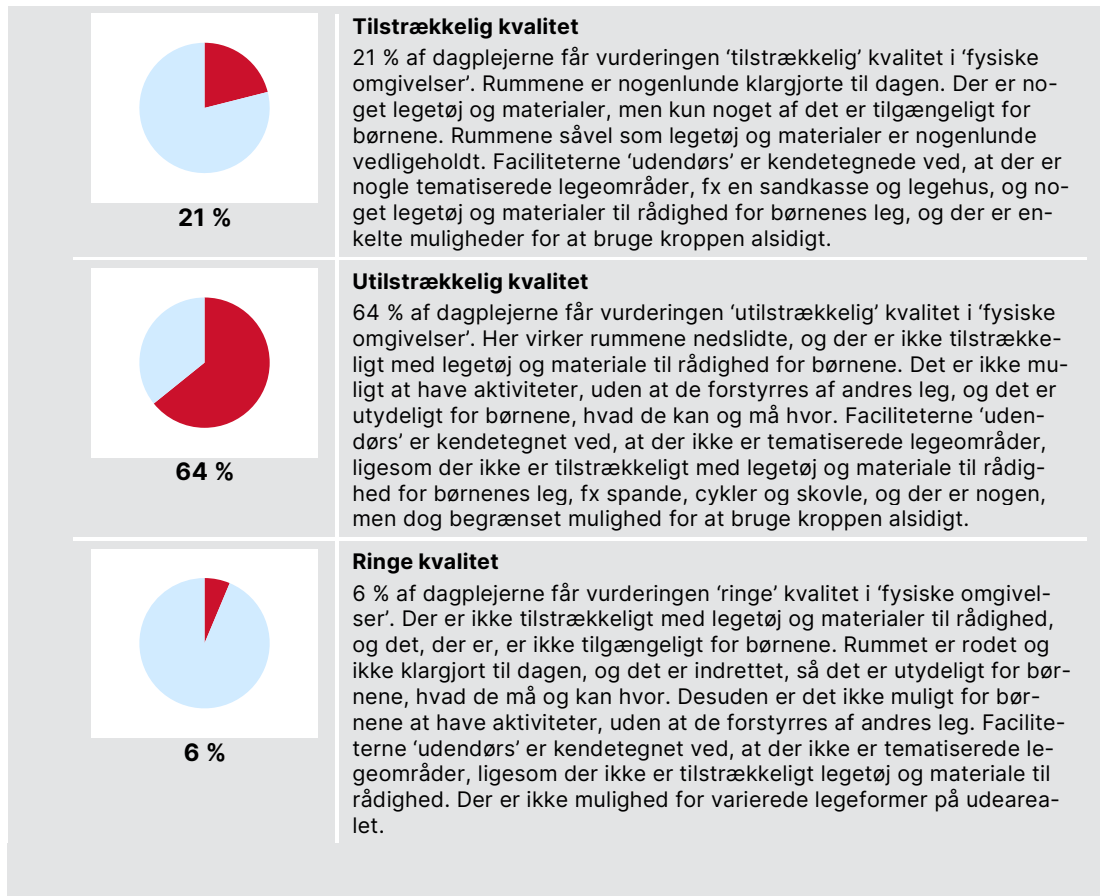 Tilstrækkelig kvalitet
21 % af dagplejerne får vurderingen ‘tilstrækkelig’ kvalitet i ‘fysiske
omgivelser’. Rummene er nogenlunde klargjorte til dagen. Der er no-
get legetøj og materialer, men kun noget af det er tilgængeligt for
børnene. Rummene såvel som legetøj og materialer er nogenlunde
vedligeholdt. Faciliteterne ‘udendørs’ er kendetegnede ved, at der er
nogle tematiserede legeområder, fx en sandkasse og legehus, og no-
get legetøj og materialer til rådighed for børnenes leg, og der er en-
kelte muligheder for at bruge kroppen alsidigt.
21 %
Utilstrækkelig kvalitet
64 % af dagplejerne får vurderingen ‘utilstrækkelig’ kvalitet i ‘fysiske
omgivelser’. Her virker rummene nedslidte, og der er ikke tilstrække-
ligt med legetøj og materiale til rådighed for børnene. Det er ikke mu-
ligt at have aktiviteter, uden at de forstyrres af andres leg, og det er
utydeligt for børnene, hvad de kan og må hvor. Faciliteterne ‘uden-
dørs’ er kendetegnet ved, at der ikke er tematiserede legeområder,
ligesom der ikke er tilstrækkeligt med legetøj og materiale til rådig-
hed for børnenes leg, fx spande, cykler og skovle, og der er nogen,
men dog begrænset mulighed for at bruge kroppen alsidigt.
64 %
Ringe kvalitet
6 % af dagplejerne får vurderingen ‘ringe’ kvalitet i ‘fysiske omgivel-
ser’. Der er ikke tilstrækkeligt med legetøj og materialer til rådighed,
og det, der er, er ikke tilgængeligt for børnene. Rummet er rodet og
ikke klargjort til dagen, og det er indrettet, så det er utydeligt for bør-
nene, hvad de må og kan hvor. Desuden er det ikke muligt for bør-
nene at have aktiviteter, uden at de forstyrres af andres leg. Facilite-
terne ‘udendørs’ er kendetegnet ved, at der ikke er tematiserede le-
geområder, ligesom der ikke er tilstrækkeligt legetøj og materiale til
rådighed. Der er ikke mulighed for varierede legeformer på udearea-
let.
6 %